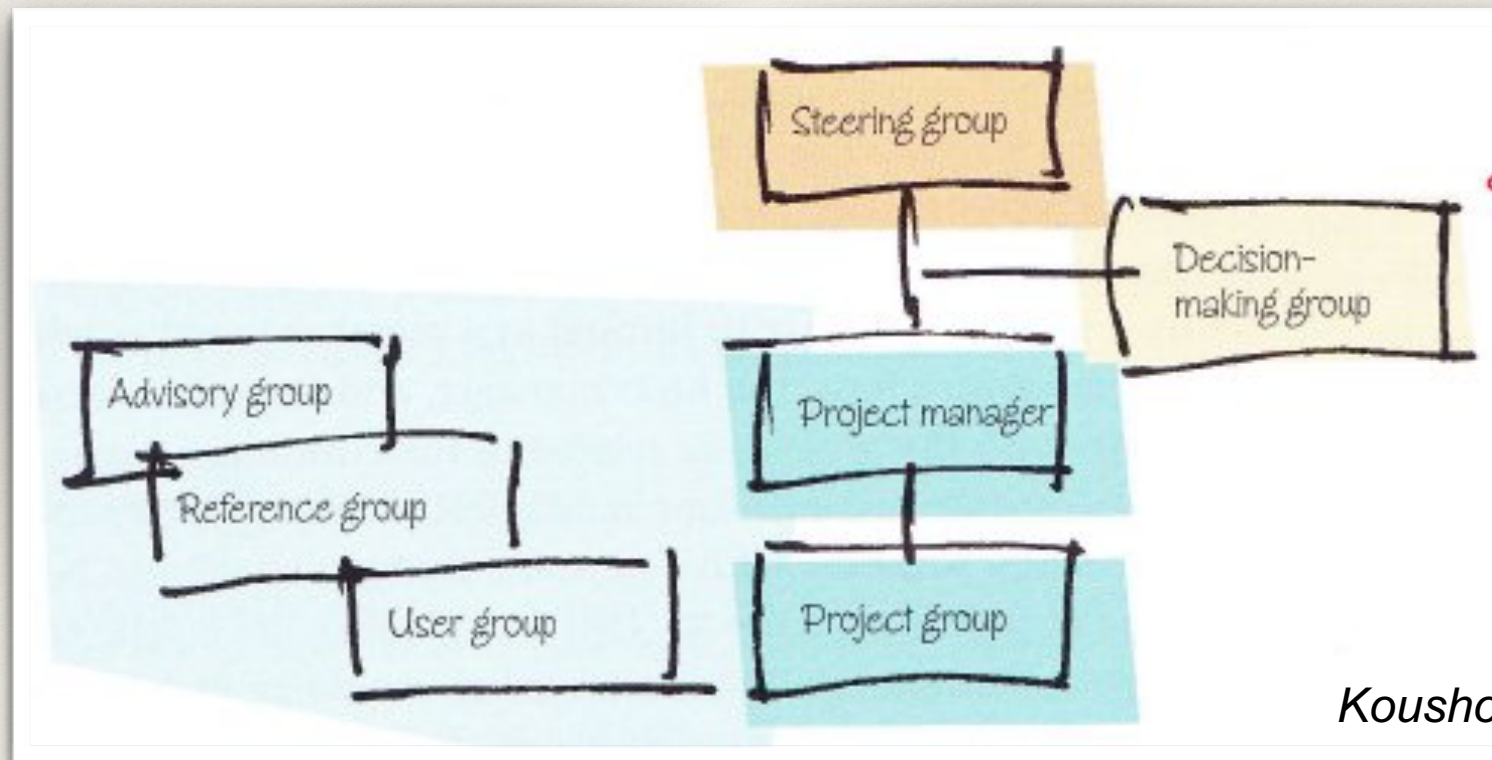 Steering group
Decision-
making group
Advisory group
Project manager
Reference group
User group
Project group
Kousho